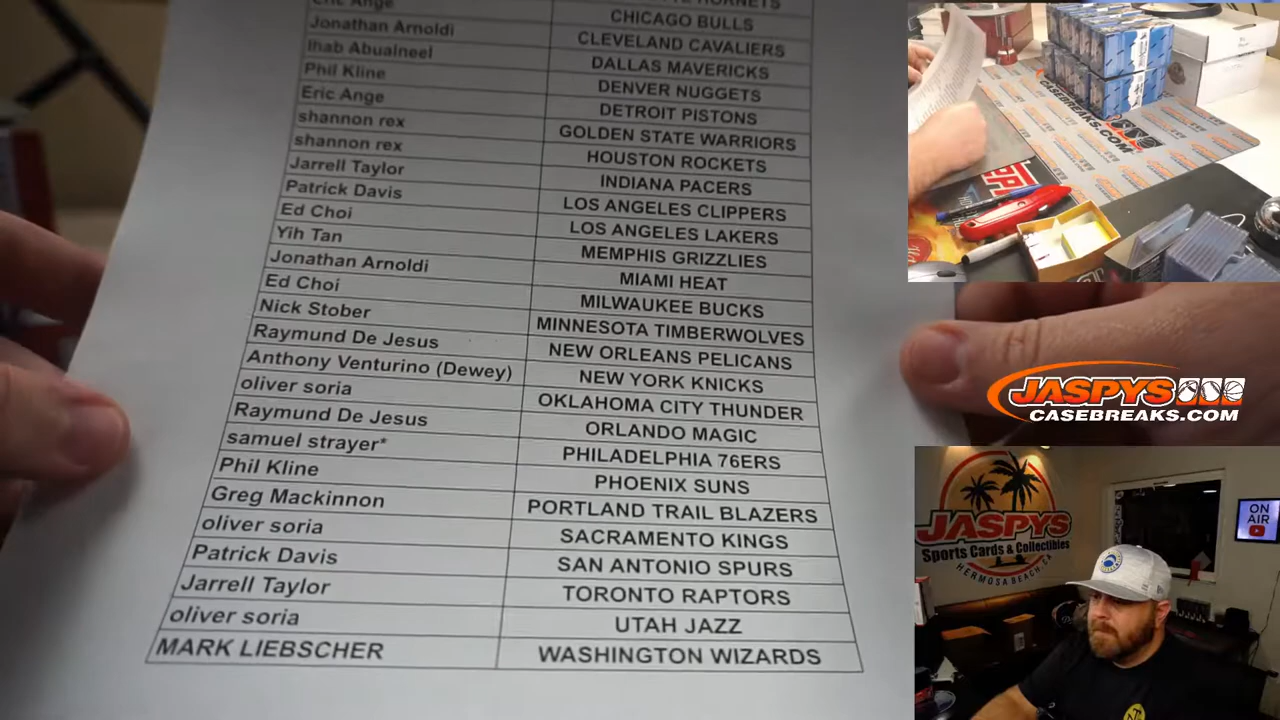 HORNETS
Eric Ange CHICAGO BULLS
Jonathan Arnoldi CLEVELAND CAVALIERS
Ihab Abualneel DALLAS MAVERICKS
Phil Kline DENVER NUGGETS
Eric Ange DETROIT PISTONS
shannon rex GOLDEN STATE WARRIORS
shannon rex HOUSTON ROCKETS
Jarrell Taylor INDIANA PACERS
Patrick Davis LOS ANGELES CLIPPERS
Ed Choi LOS ANGELES LAKERS
Yih Tan MEMPHIS GRIZZLIES
Jonathan Arnoldi MIAMI HEAT
Ed Choi MILWAUKEE BUCKS
Nick Stober MINNESOTA TIMBERWOLVES
Raymund De Jesus NEW ORLEANS PELICANS
Anthony Venturino (Dewey) NEW YORK KNICKS
oliver soria OKLAHOMA CITY THUNDER
Raymund De Jesus ORLANDO MAGIC
samuel strayer* PHILADELPHIA 76ERS
Phil Kline PHOENIX SUNS
Greg Mackinnon PORTLAND TRAIL BLAZERS
oliver soria SACRAMENTO KINGS
Patrick Davis SAN ANTONIO SPURS
Jarrell Taylor TORONTO RAPTORS
oliver soria UTAH JAZZ
MARK LIEBSCHER WASHINGTON WIZARDS
CASEBREAKS.COM
JASPYS
CASEBREAKS.COM
JASPYS
Sports Cards & Collectibles
HERMOSA BEACH, CA
ON
AIR